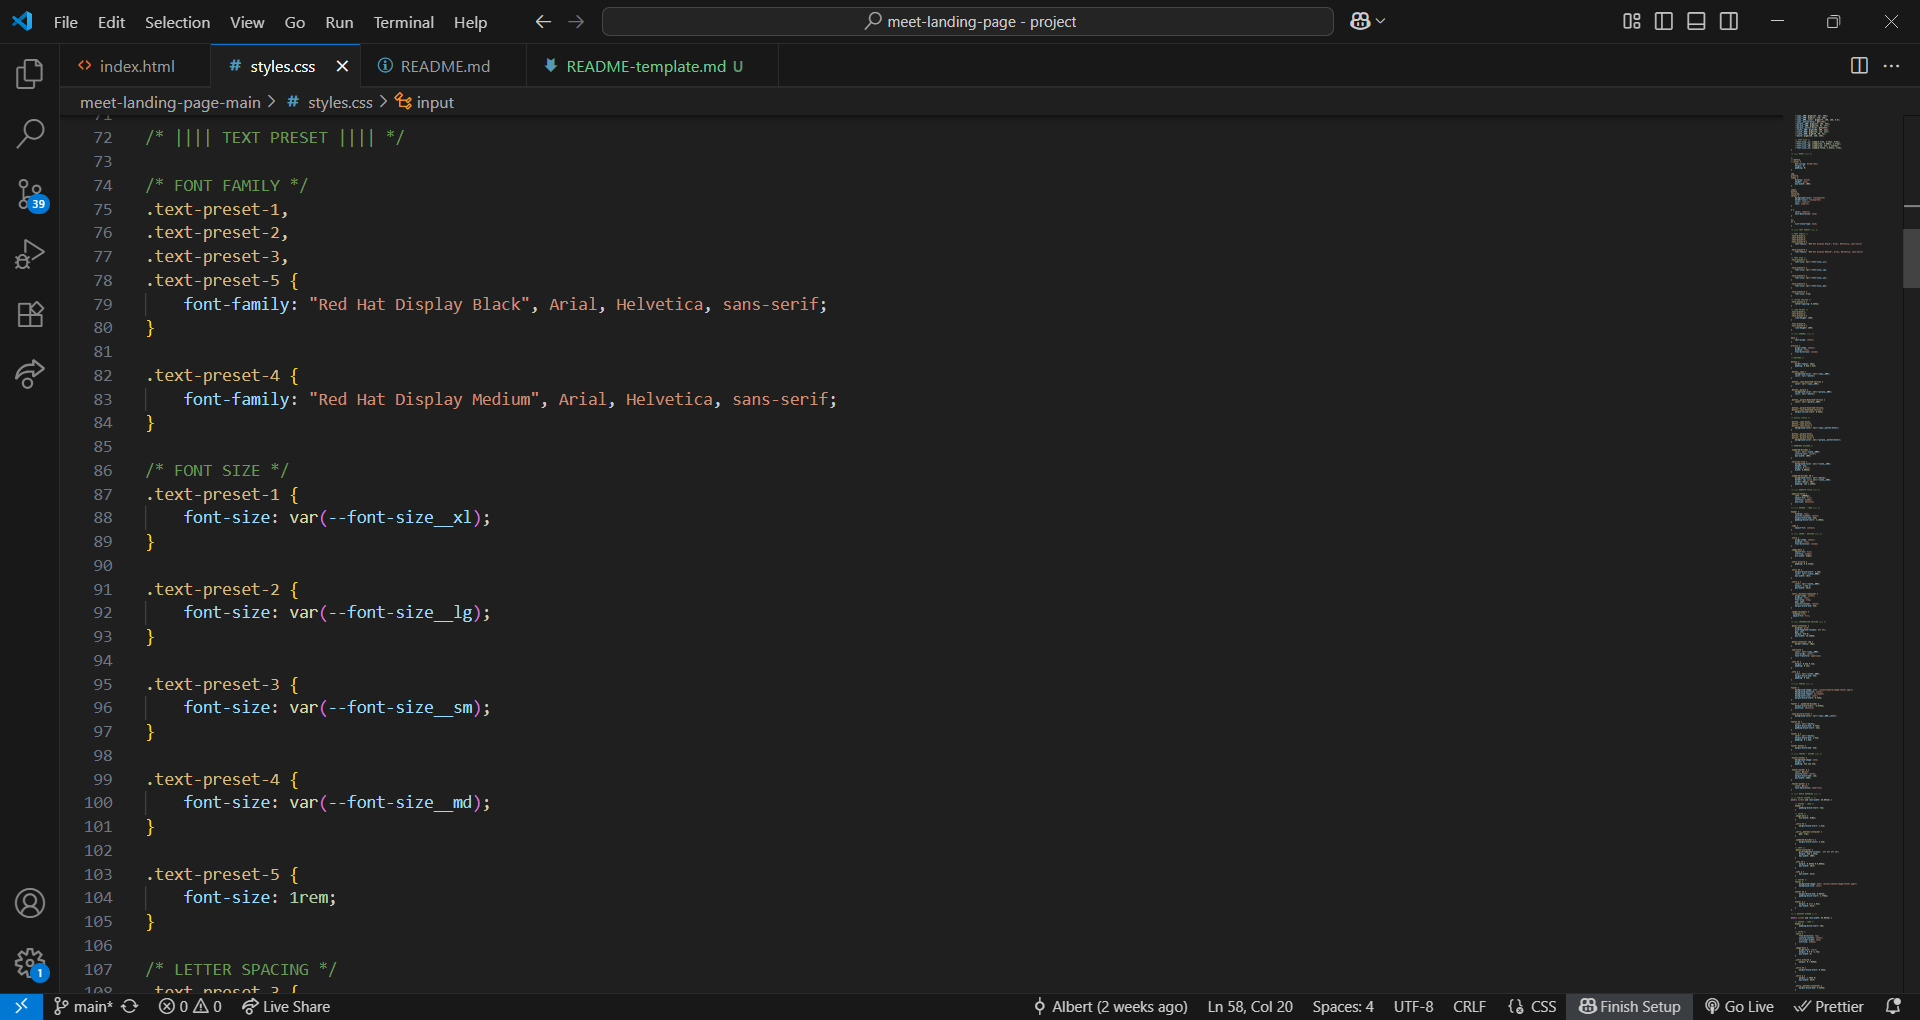 File Edit Selection View Go Run Terminal Help
meet-landing-page - project
index.html
styles.css
README.md
README-template.md U
meet-landing-page-main > # styles.css > input
71
72 /* |||| TEXT PRESET |||| */
73
74 /* FONT FAMILY */
75 .text-preset-1,
76 .text-preset-2,
77 .text-preset-3,
78 .text-preset-5 {
79 font-family: "Red Hat Display Black", Arial, Helvetica, sans-serif;
80 }
81
82 .text-preset-4 {
83 font-family: "Red Hat Display Medium", Arial, Helvetica, sans-serif;
84 }
85
86 /* FONT SIZE */
87 .text-preset-1 {
88 font-size: var(--font-size__xl);
89 }
90
91 .text-preset-2 {
92 font-size: var(--font-size__lg);
93 }
94
95 .text-preset-3 {
96 font-size: var(--font-size__sm);
97 }
98
99 .text-preset-4 {
100 font-size: var(--font-size__md);
101 }
102
103 .text-preset-5 {
104 font-size: 1rem;
105 }
106
107 /* LETTER SPACING */
108 .text-preset-3 {
39
1
main* 0 0 Live Share Albert (2 weeks ago) Ln 58, Col 20 Spaces: 4 UTF-8 CRLF CSS Finish Setup Go Live Prettier